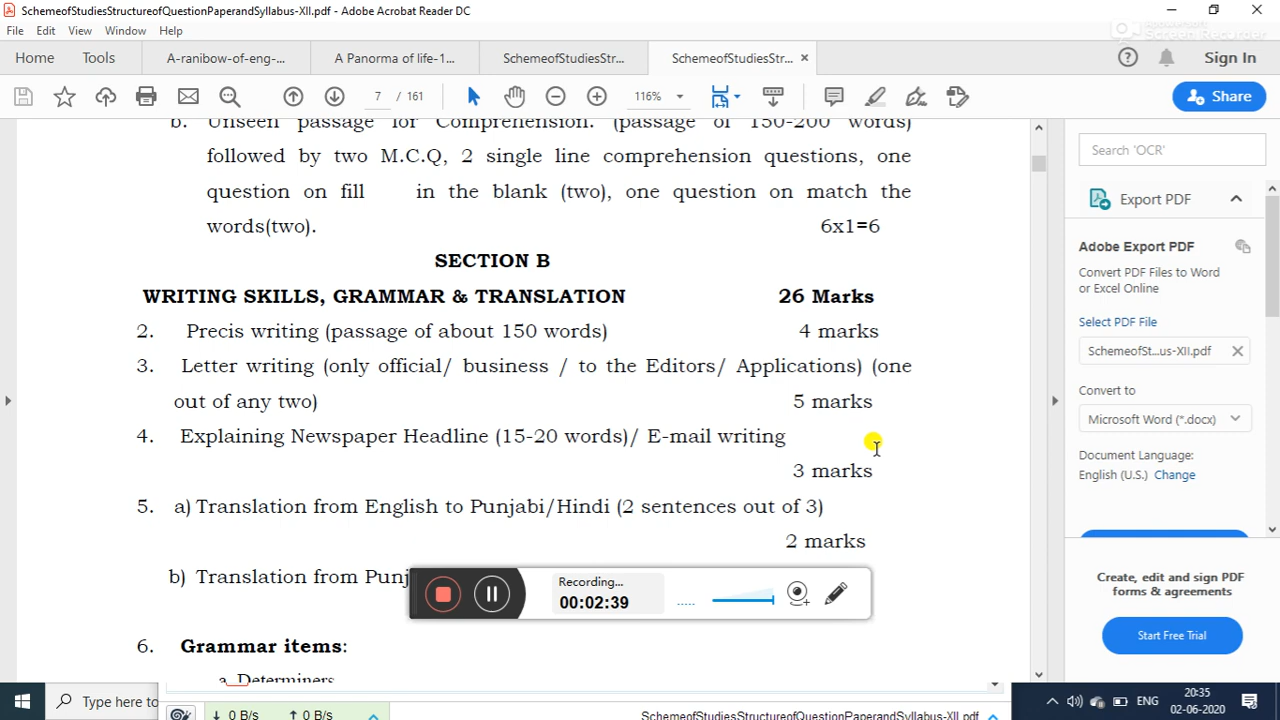 SchemeofStudiesStructureofQuestionPaperandSyllabus-XII.pdf - Adobe Acrobat Reader DC
File Edit View Window Help
Screen Recorder
Home Tools A-ranibow-of-eng-... A Panorma of life-1... SchemeofStudiesStr... SchemeofStudiesStr... ×
7 / 161 116% Share
? Sign In
b. Unseen passage for Comprehension. (passage of 150-200 words)
followed by two M.C.Q, 2 single line comprehension questions, one
question on fill in the blank (two), one question on match the
words(two). 6x1=6
SECTION B
WRITING SKILLS, GRAMMAR & TRANSLATION 26 Marks
2. Precis writing (passage of about 150 words) 4 marks
3. Letter writing (only official/ business / to the Editors/ Applications) (one
out of any two) 5 marks
4. Explaining Newspaper Headline (15-20 words)/ E-mail writing
3 marks
5. a) Translation from English to Punjabi/Hindi (2 sentences out of 3)
2 marks
b) Translation from Punj
6. Grammar items:
a. Determiners
Recording...
00:02:39
Search 'OCR'
Export PDF
Adobe Export PDF
Convert PDF Files to Word
or Excel Online
Select PDF File
SchemeofSt...us-XII.pdf
Convert to
Microsoft Word (*.docx)
Document Language:
English (U.S.) Change
Create, edit and sign PDF
forms & agreements
Start Free Trial
Type here to
0 B/s 0 B/s
SchemeofStudiesStructureofQuestionPaperandSyllabus-XII.pdf
ENG
20:35
02-06-2020